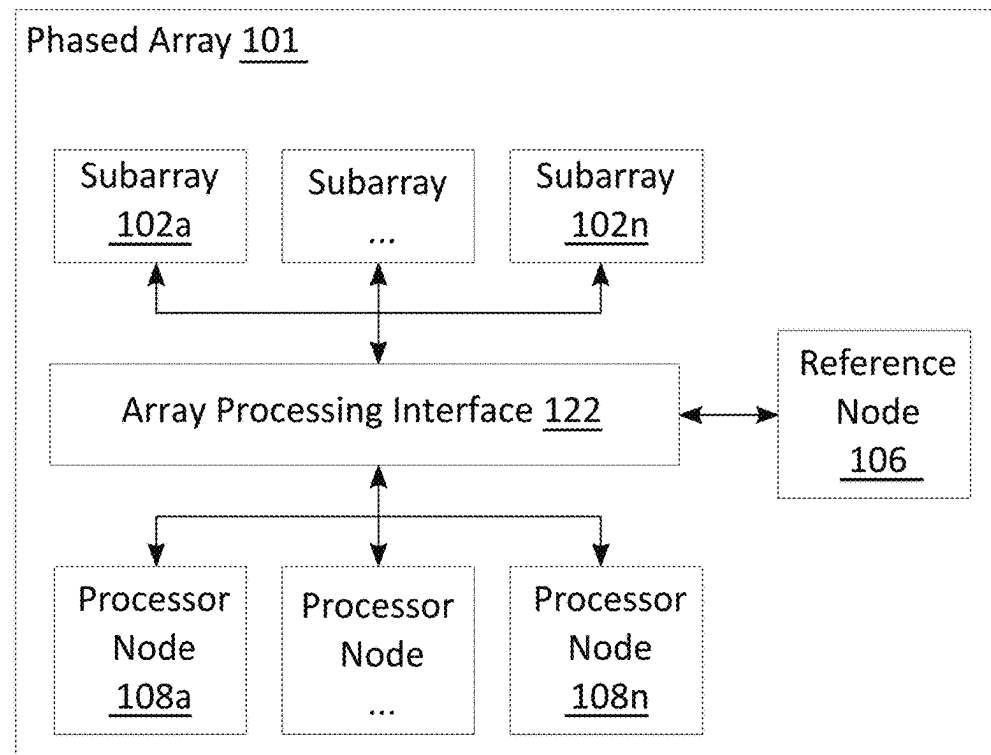 Phased Array 101
Subarray
102a
Subarray
...
Subarray
102n
Array Processing Interface 122
Reference
Node
106
Processor
Node
108a
Processor
Node
...
Processor
Node
108n